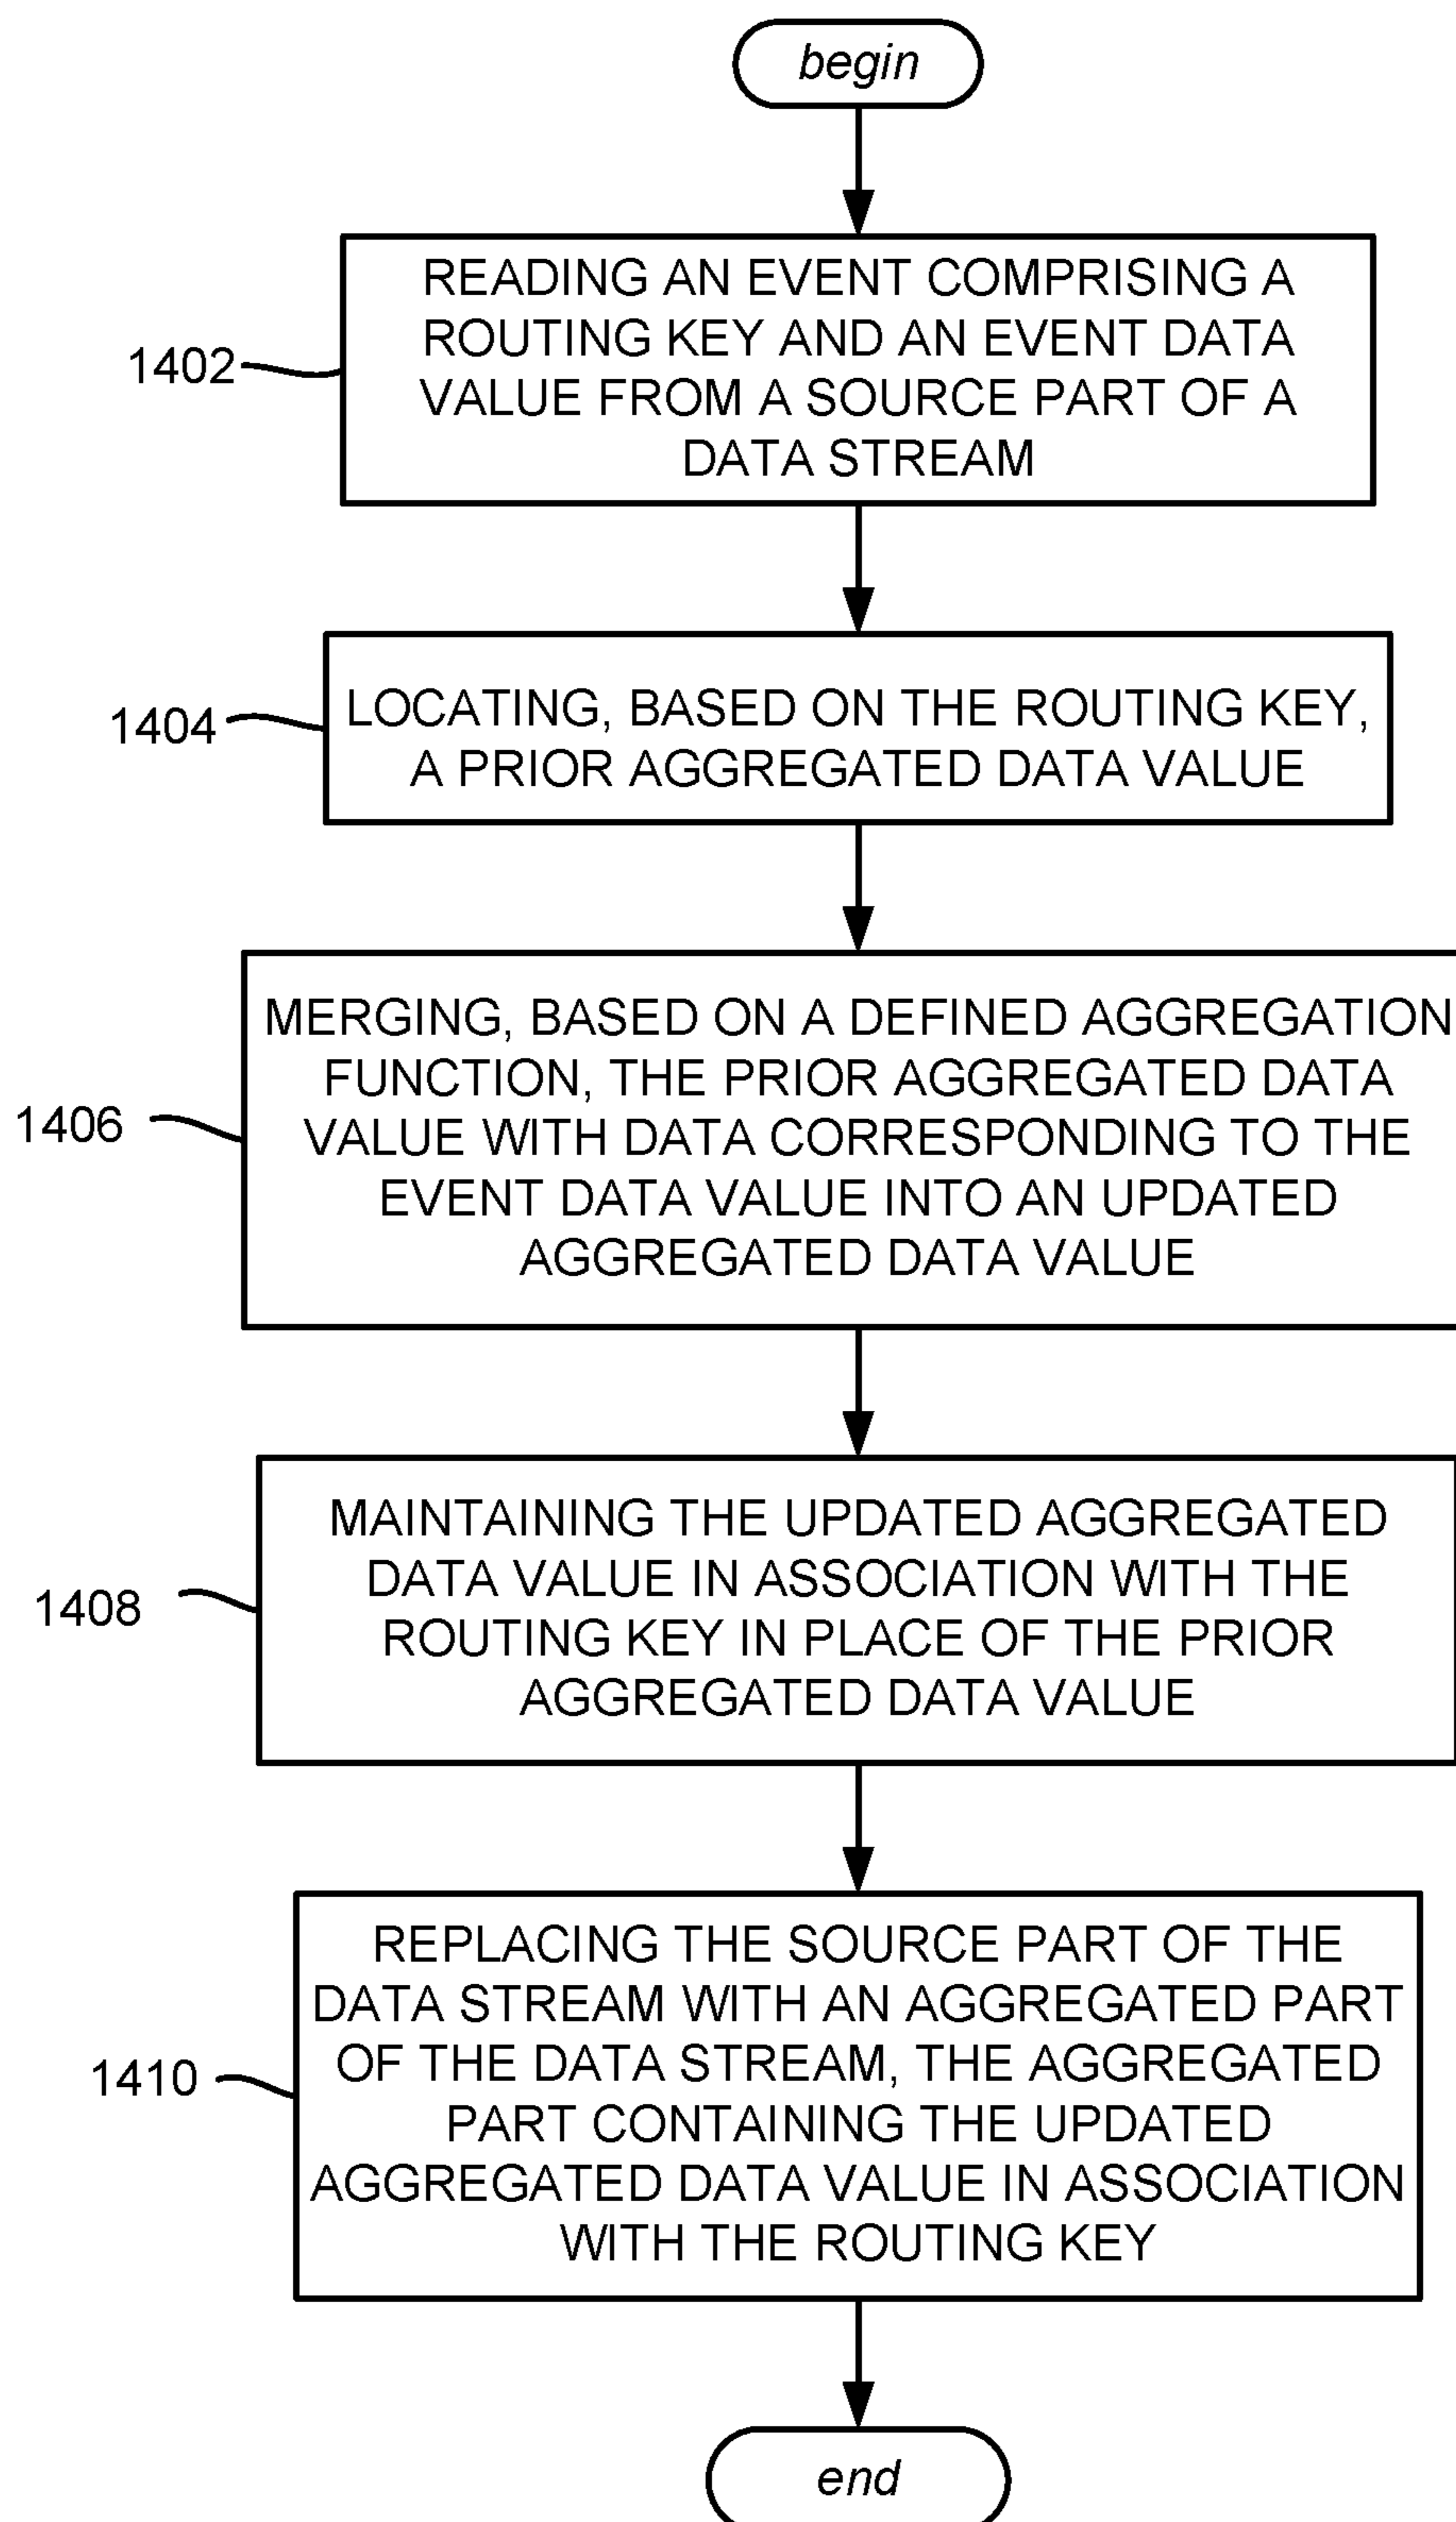 begin
1402
READING AN EVENT COMPRISING A
ROUTING KEY AND AN EVENT DATA
VALUE FROM A SOURCE PART OF A
DATA STREAM
1404
LOCATING, BASED ON THE ROUTING KEY,
A PRIOR AGGREGATED DATA VALUE
1406
MERGING, BASED ON A DEFINED AGGREGATION
FUNCTION, THE PRIOR AGGREGATED DATA
VALUE WITH DATA CORRESPONDING TO THE
EVENT DATA VALUE INTO AN UPDATED
AGGREGATED DATA VALUE
1408
MAINTAINING THE UPDATED AGGREGATED
DATA VALUE IN ASSOCIATION WITH THE
ROUTING KEY IN PLACE OF THE PRIOR
AGGREGATED DATA VALUE
1410
REPLACING THE SOURCE PART OF THE
DATA STREAM WITH AN AGGREGATED PART
OF THE DATA STREAM, THE AGGREGATED
PART CONTAINING THE UPDATED
AGGREGATED DATA VALUE IN ASSOCIATION
WITH THE ROUTING KEY
end